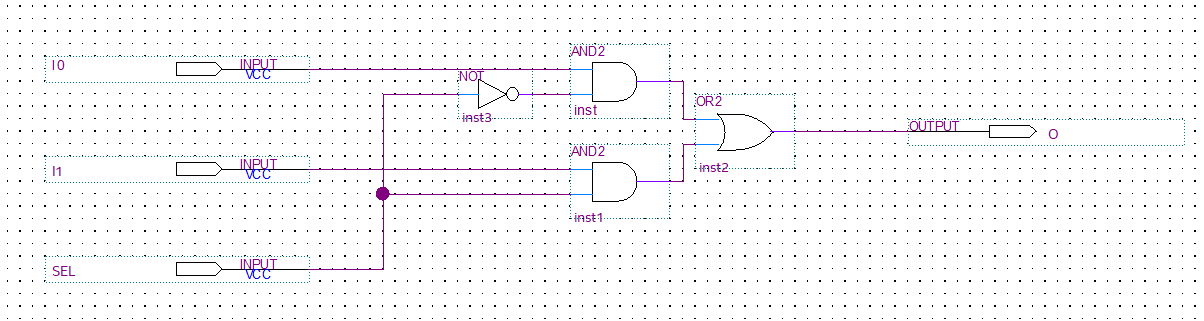 I0
INPUT
VCC
AND2
inst
NOT
inst3
OR2
inst2
OUTPUT
O
I1
INPUT
VCC
AND2
inst1
SEL
INPUT
VCC